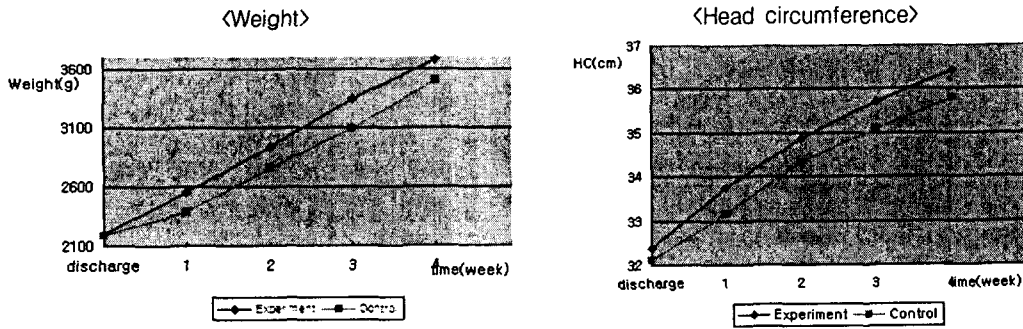 <Weight>
3600
Weight(g)
3100
2600
2100
discharge 1 2 3 4 time(week)
Experiment Control
<Head circumference>
37
HC(cm)
36
35
34
33
32
discharge 1 2 3 4 time(week)
Experiment Control